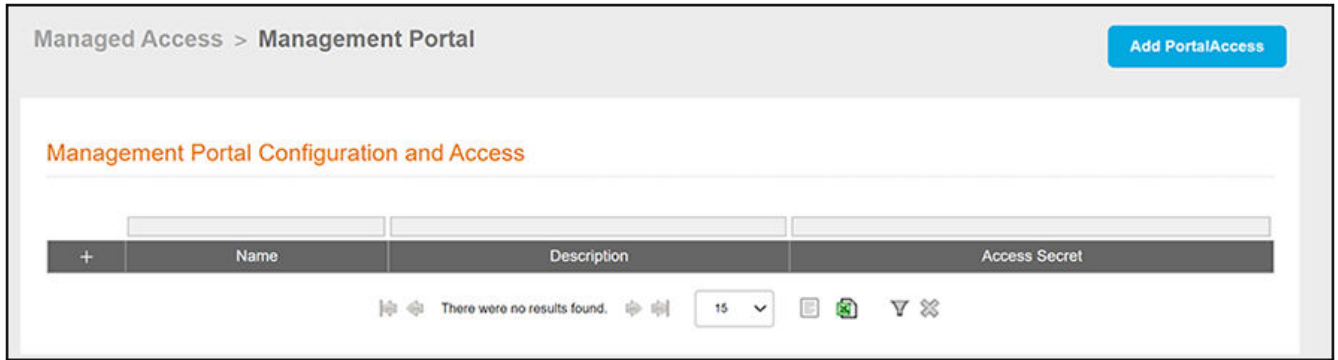 Managed Access > Management Portal
Add PortalAccess
Management Portal Configuration and Access
+ Name Description Access Secret
There were no results found. 15